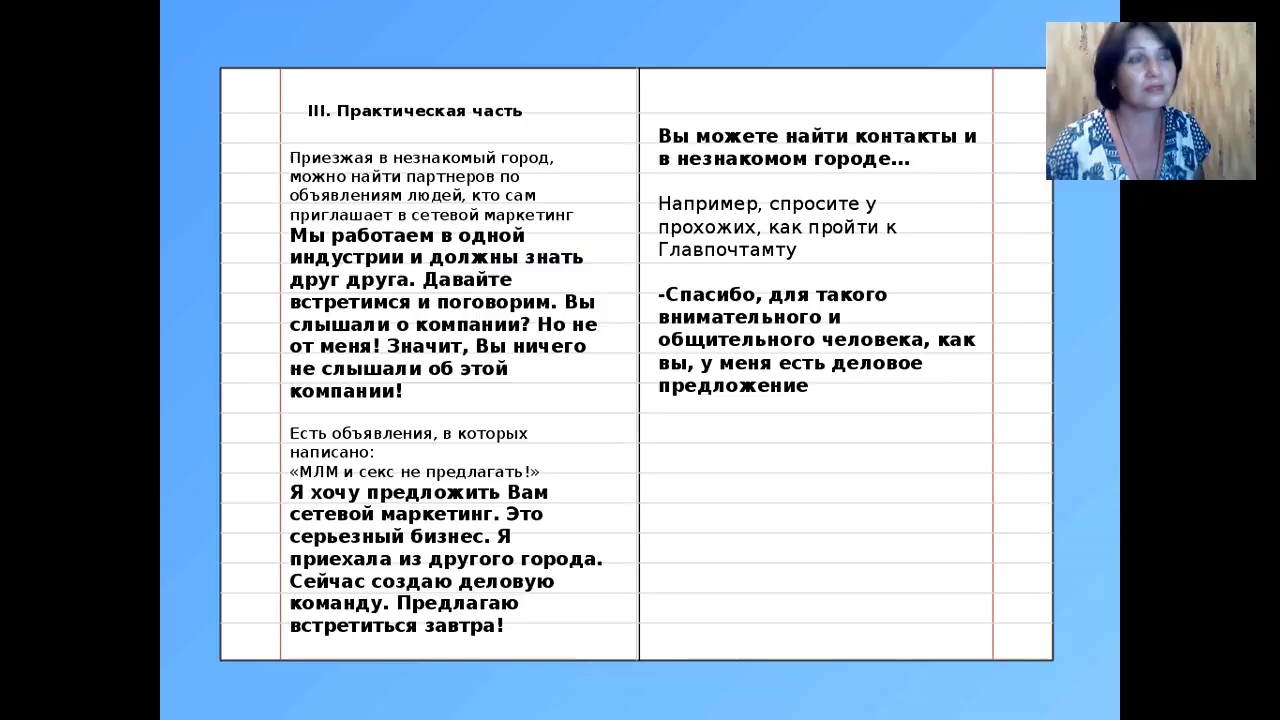 III. Практическая часть
Приезжая в незнакомый город,
можно найти партнеров по
объявлениям людей, кто сам
приглашает в сетевой маркетинг
Мы работаем в одной
индустрии и должны знать
друг друга. Давайте
встретимся и поговорим. Вы
слышали о компании? Но не
от меня! Значит, Вы ничего
не слышали об этой
компании!
Есть объявления, в которых
написано:
«МЛМ и секс не предлагать!»
Я хочу предложить Вам
сетевой маркетинг. Это
серьезный бизнес. Я
приехала из другого города.
Сейчас создаю деловую
команду. Предлагаю
встретиться завтра!
Вы можете найти контакты и
в незнакомом городе...
Например, спросите у
прохожих, как пройти к
Главпочтамту
-Спасибо, для такого
внимательного и
общительного человека, как
вы, у меня есть деловое
предложение